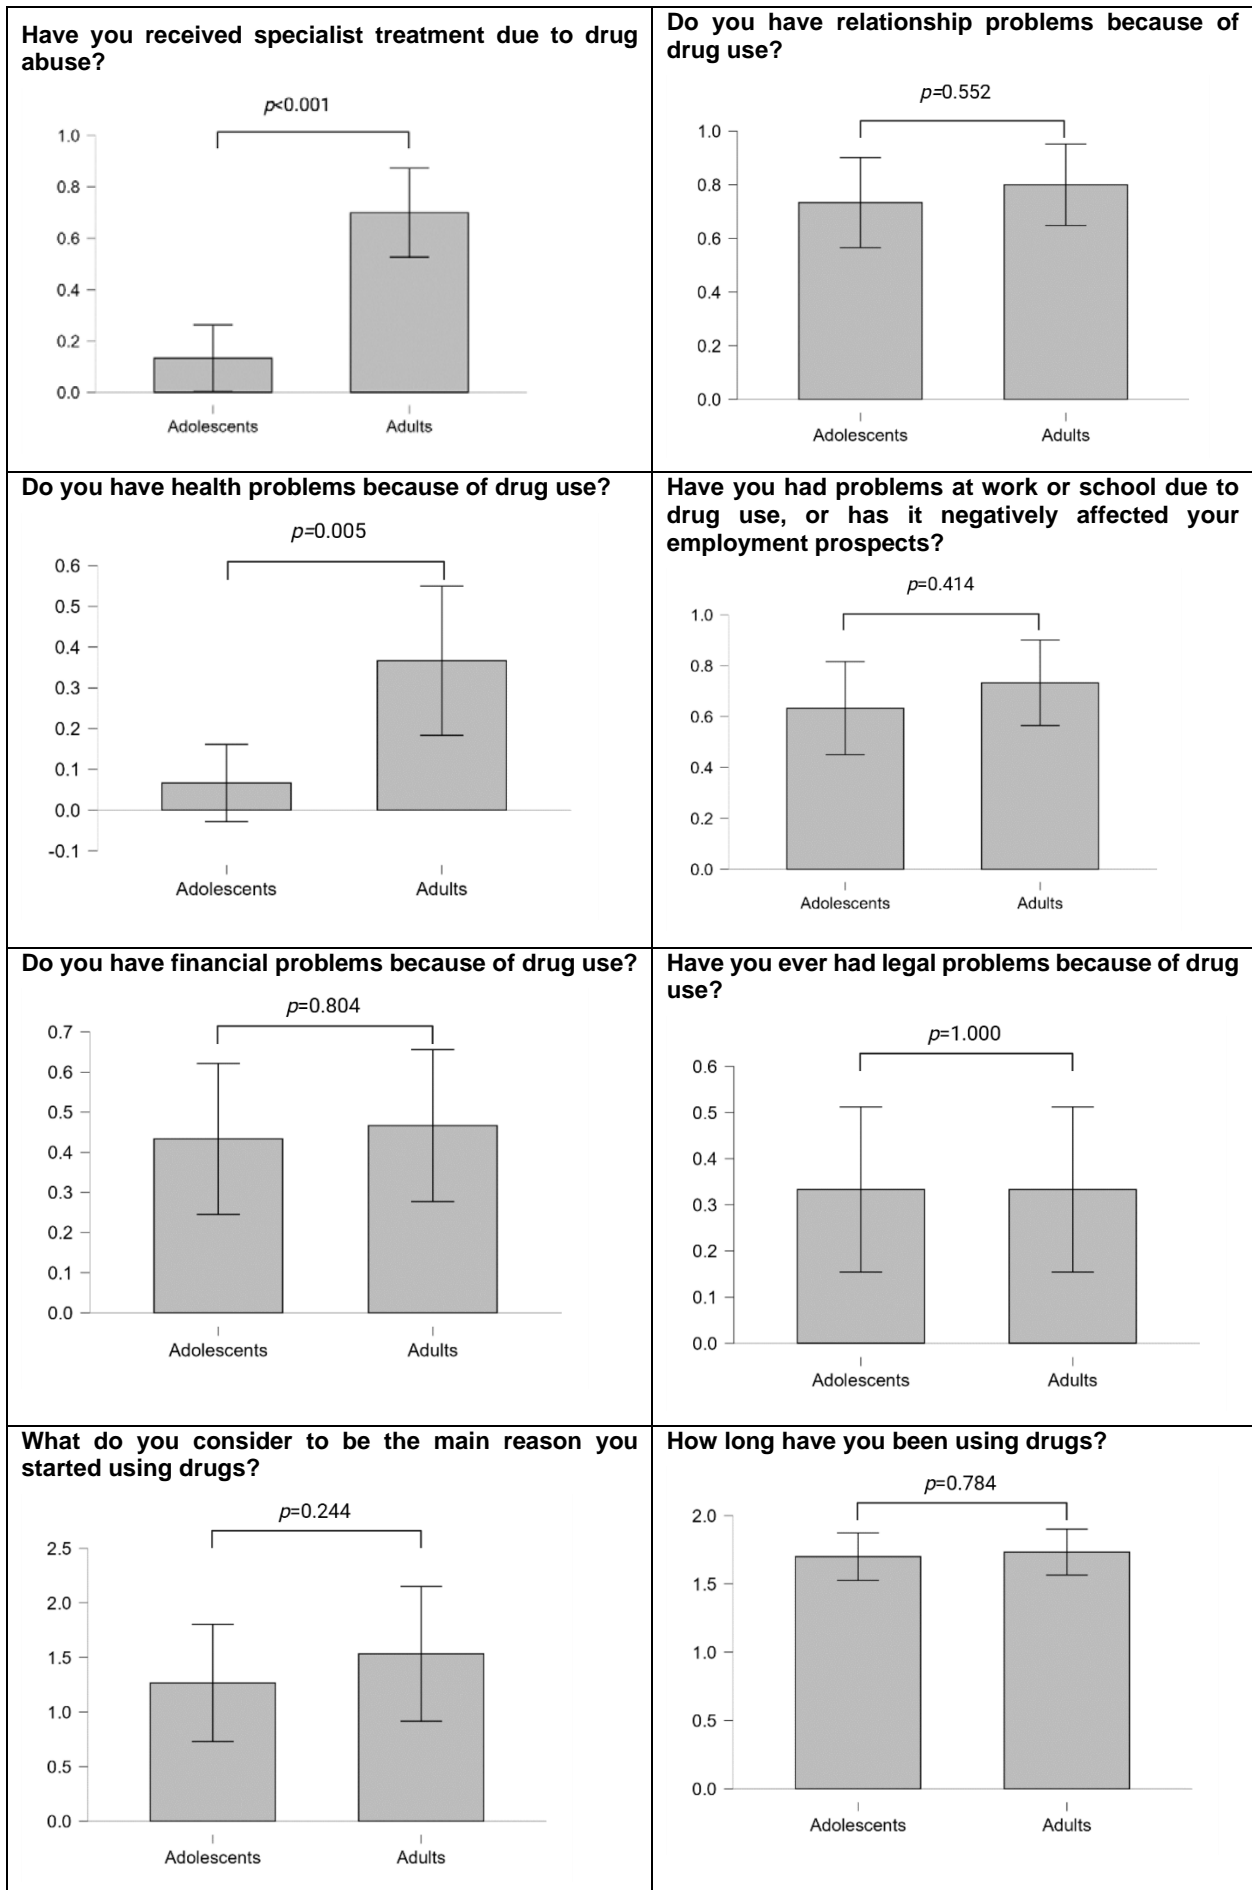 Have you received specialist treatment due to drug
abuse?
p<0.001
1.0
0.8
0.6
0.4
0.2
0.0
Adolescents
Adults
Do you have relationship problems because of
drug use?
p=0.552
1.0
0.8
0.6
0.4
0.2
0.0
Adolescents
Adults
Do you have health problems because of drug use?
p=0.005
0.6
0.5
0.4
0.3
0.2
0.1
0.0
-0.1
Adolescents
Adults
Have you had problems at work or school due to
drug use, or has it negatively affected your
employment prospects?
p=0.414
1.0
0.8
0.6
0.4
0.2
0.0
Adolescents
Adults
Do you have financial problems because of drug use?
p=0.804
0.7
0.6
0.5
0.4
0.3
0.2
0.1
0.0
Adolescents
Adults
Have you ever had legal problems because of drug
use?
p=1.000
0.6
0.5
0.4
0.3
0.2
0.1
0.0
Adolescents
Adults
What do you consider to be the main reason you
started using drugs?
p=0.244
2.5
2.0
1.5
1.0
0.5
0.0
Adolescents
Adults
How long have you been using drugs?
p=0.784
2.0
1.5
1.0
0.5
0.0
Adolescents
Adults